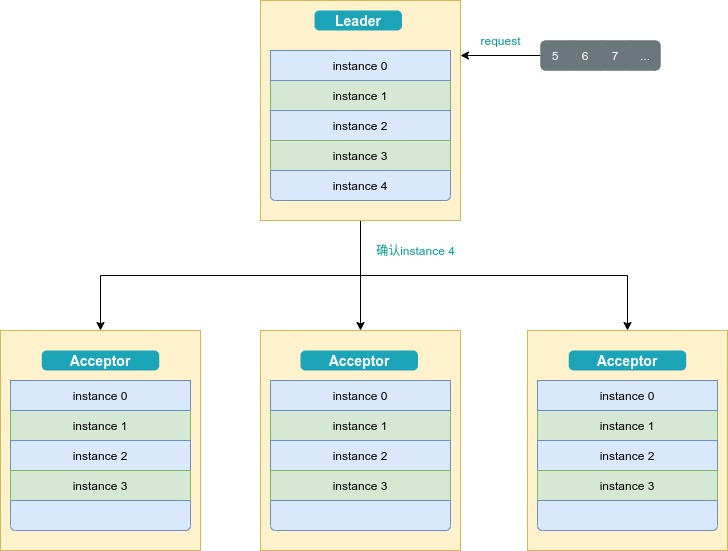 Leader
request
5 6 7 ...
instance 0
instance 1
instance 2
instance 3
instance 4
确认instance 4
Acceptor
instance 0
instance 1
instance 2
instance 3
Acceptor
instance 0
instance 1
instance 2
instance 3
Acceptor
instance 0
instance 1
instance 2
instance 3